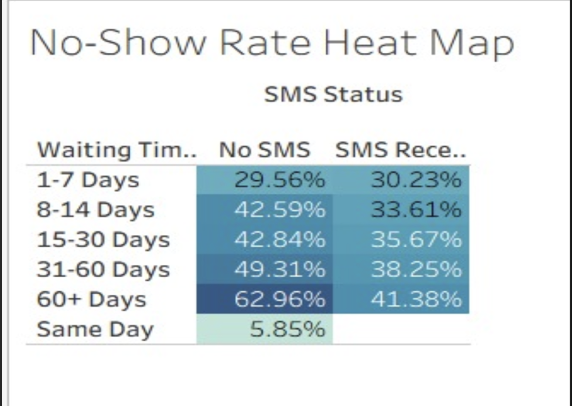 No-Show Rate Heat Map
SMS Status
Waiting Tim.. No SMS SMS Rece..
1-7 Days 29.56% 30.23%
8-14 Days 42.59% 33.61%
15-30 Days 42.84% 35.67%
31-60 Days 49.31% 38.25%
60+ Days 62.96% 41.38%
Same Day 5.85%